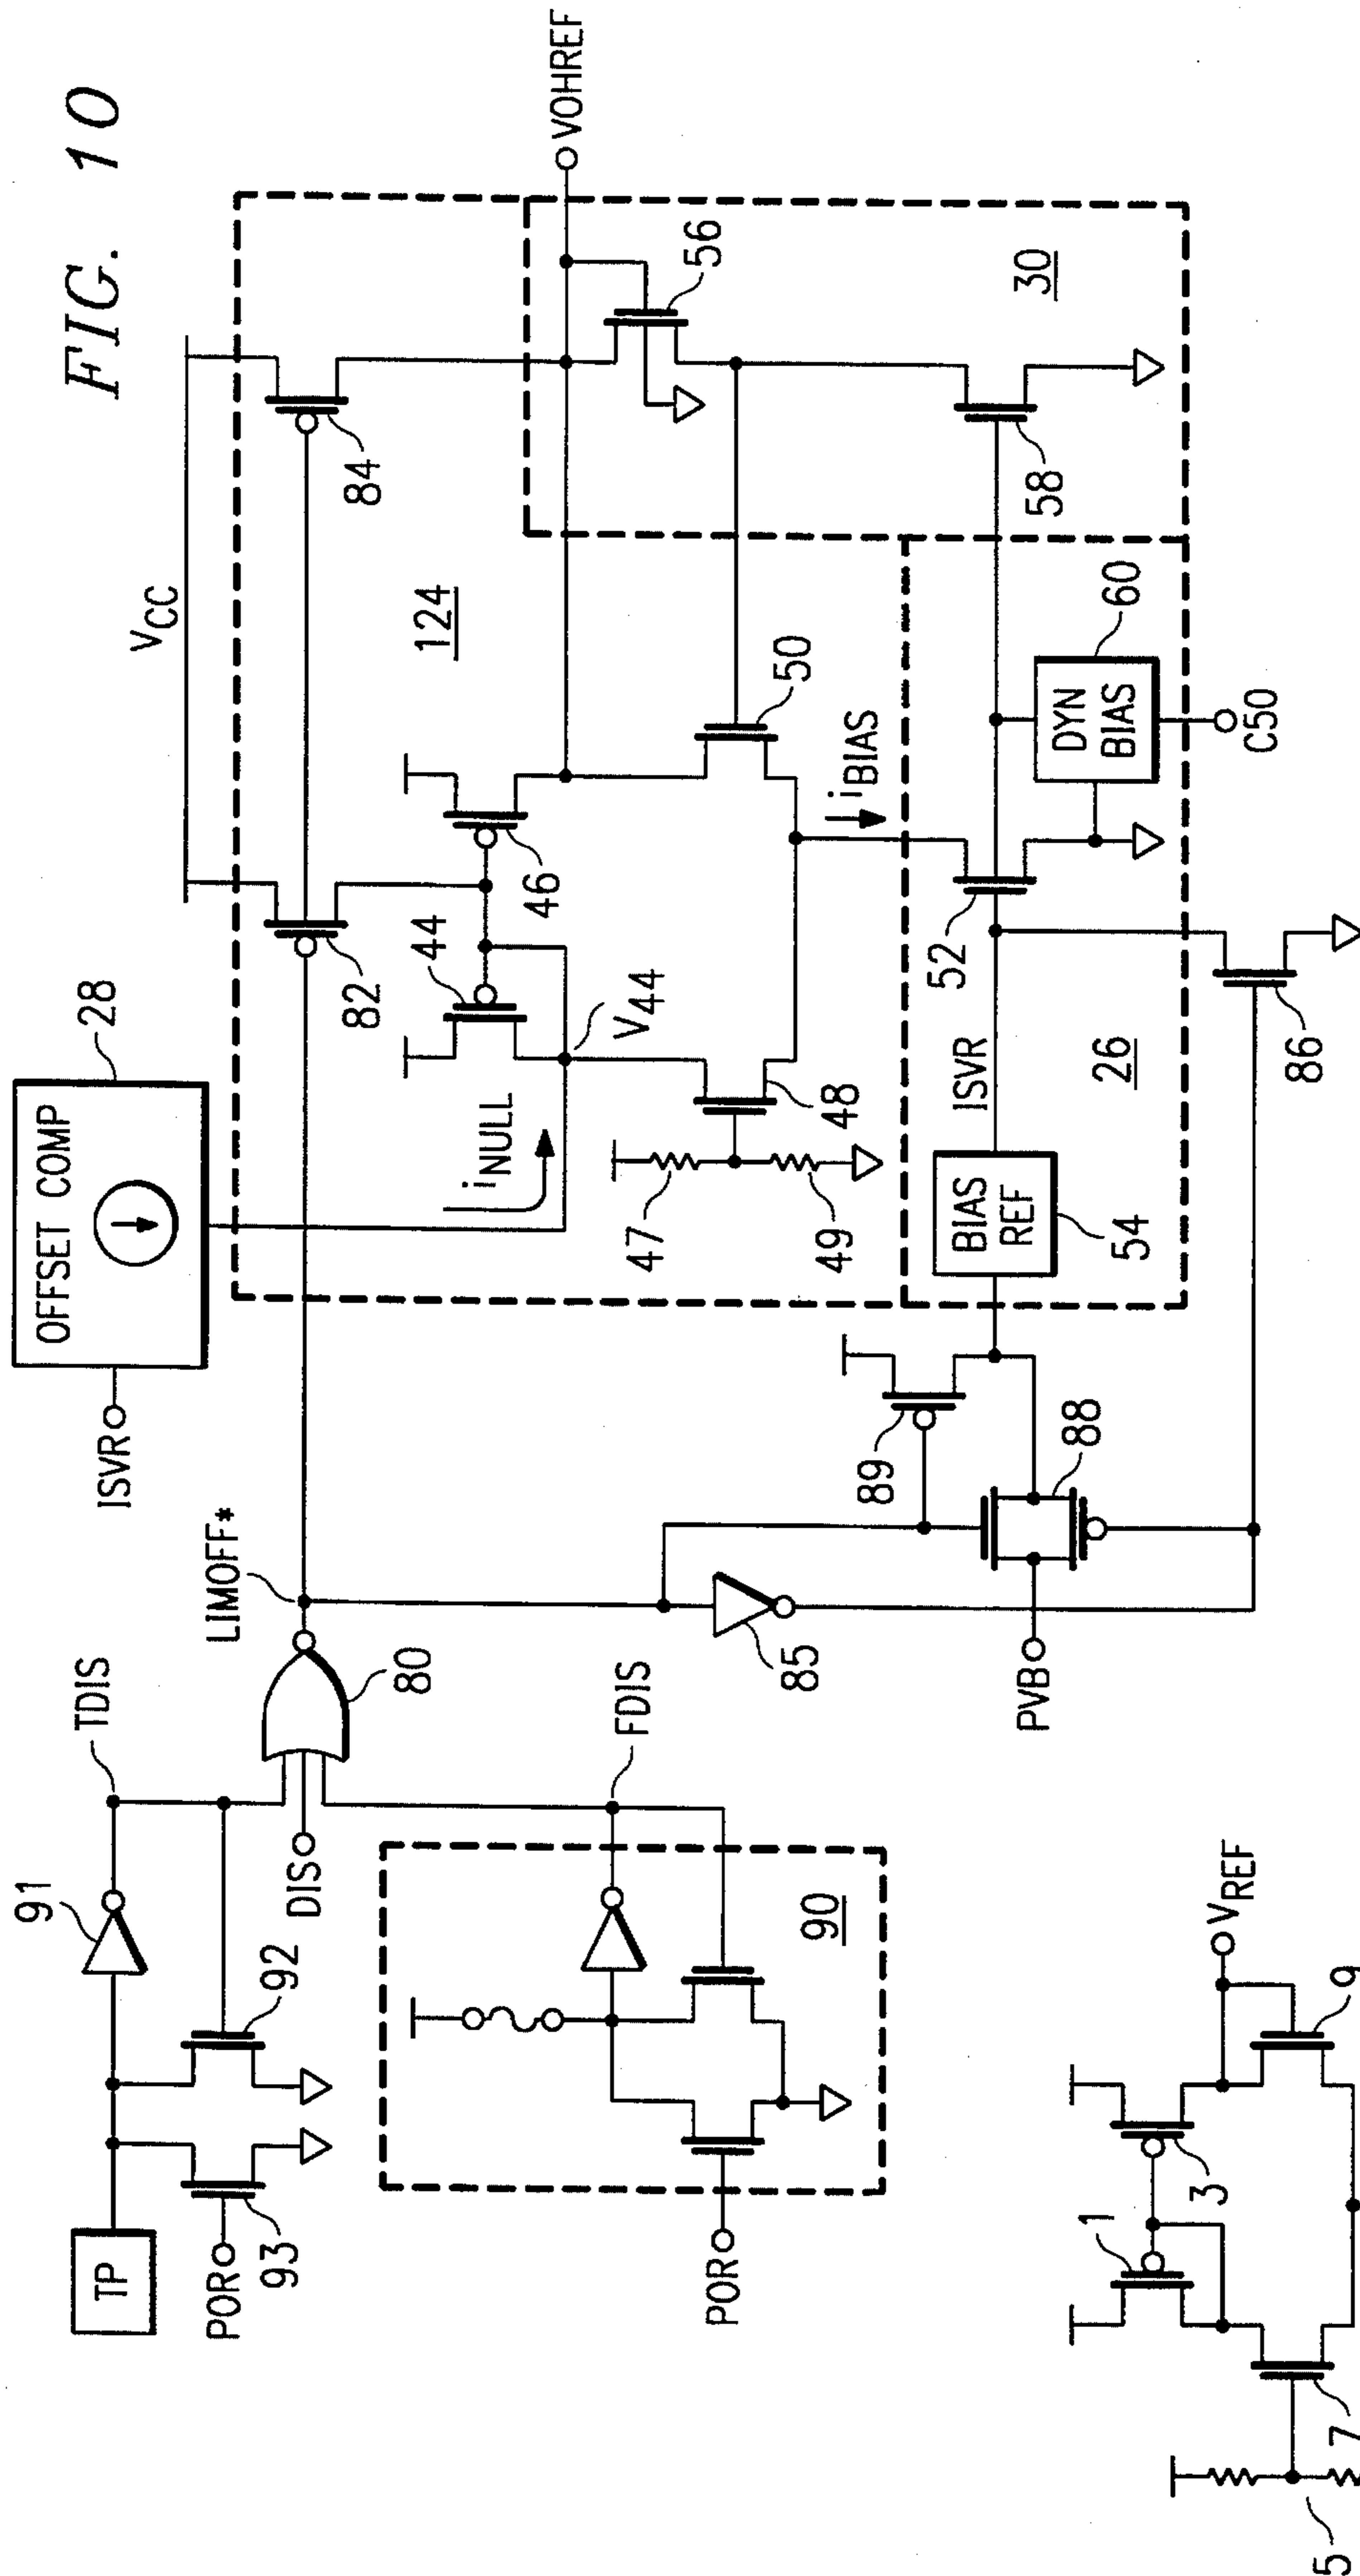 FIG. 10
VCC
VOHREF
OFFSET COMP
28
ISVR
LIMOFF*
TDIS
91
TP
POR
93
92
DIS
80
FDIS
90
POR
82
84
124
44
46
iNULL
V44
47
49
48
50
56
30
iBIAS
BIAS REF
54
ISVR
26
52
58
DYN BIAS
60
C50
86
89
88
85
PVB
1
3
VREF
9
7
5